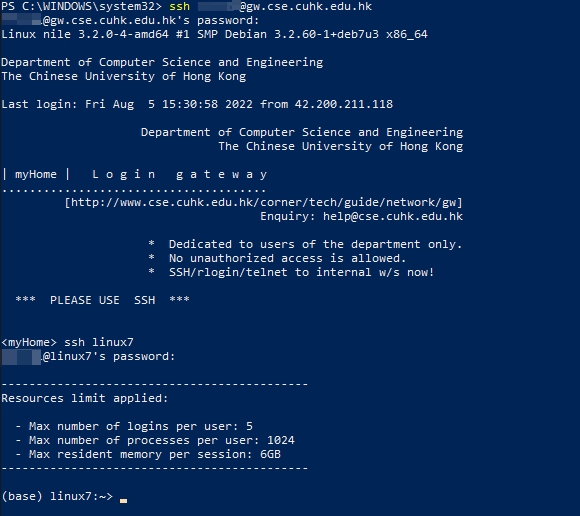 PS C:\WINDOWS\system32> ssh @gw.cse.cuhk.edu.hk
@gw.cse.cuhk.edu.hk's password:
Linux nile 3.2.0-4-amd64 #1 SMP Debian 3.2.60-1+deb7u3 x86_64
Department of Computer Science and Engineering
The Chinese University of Hong Kong
Last login: Fri Aug  5 15:30:58 2022 from 42.200.211.118
Department of Computer Science and Engineering
The Chinese University of Hong Kong
| myHome |   L o g i n   g a t e w a y
......................................
[http://www.cse.cuhk.edu.hk/corner/tech/guide/network/gw]
Enquiry: help@cse.cuhk.edu.hk
*  Dedicated to users of the department only.
*  No unauthorized access is allowed.
*  SSH/rlogin/telnet to internal w/s now!
***  PLEASE USE  SSH  ***
<myHome> ssh linux7
@linux7's password:
--------------------------------------------
Resources limit applied:
- Max number of logins per user: 5
- Max number of processes per user: 1024
- Max resident memory per session: 6GB
--------------------------------------------
(base) linux7:~>